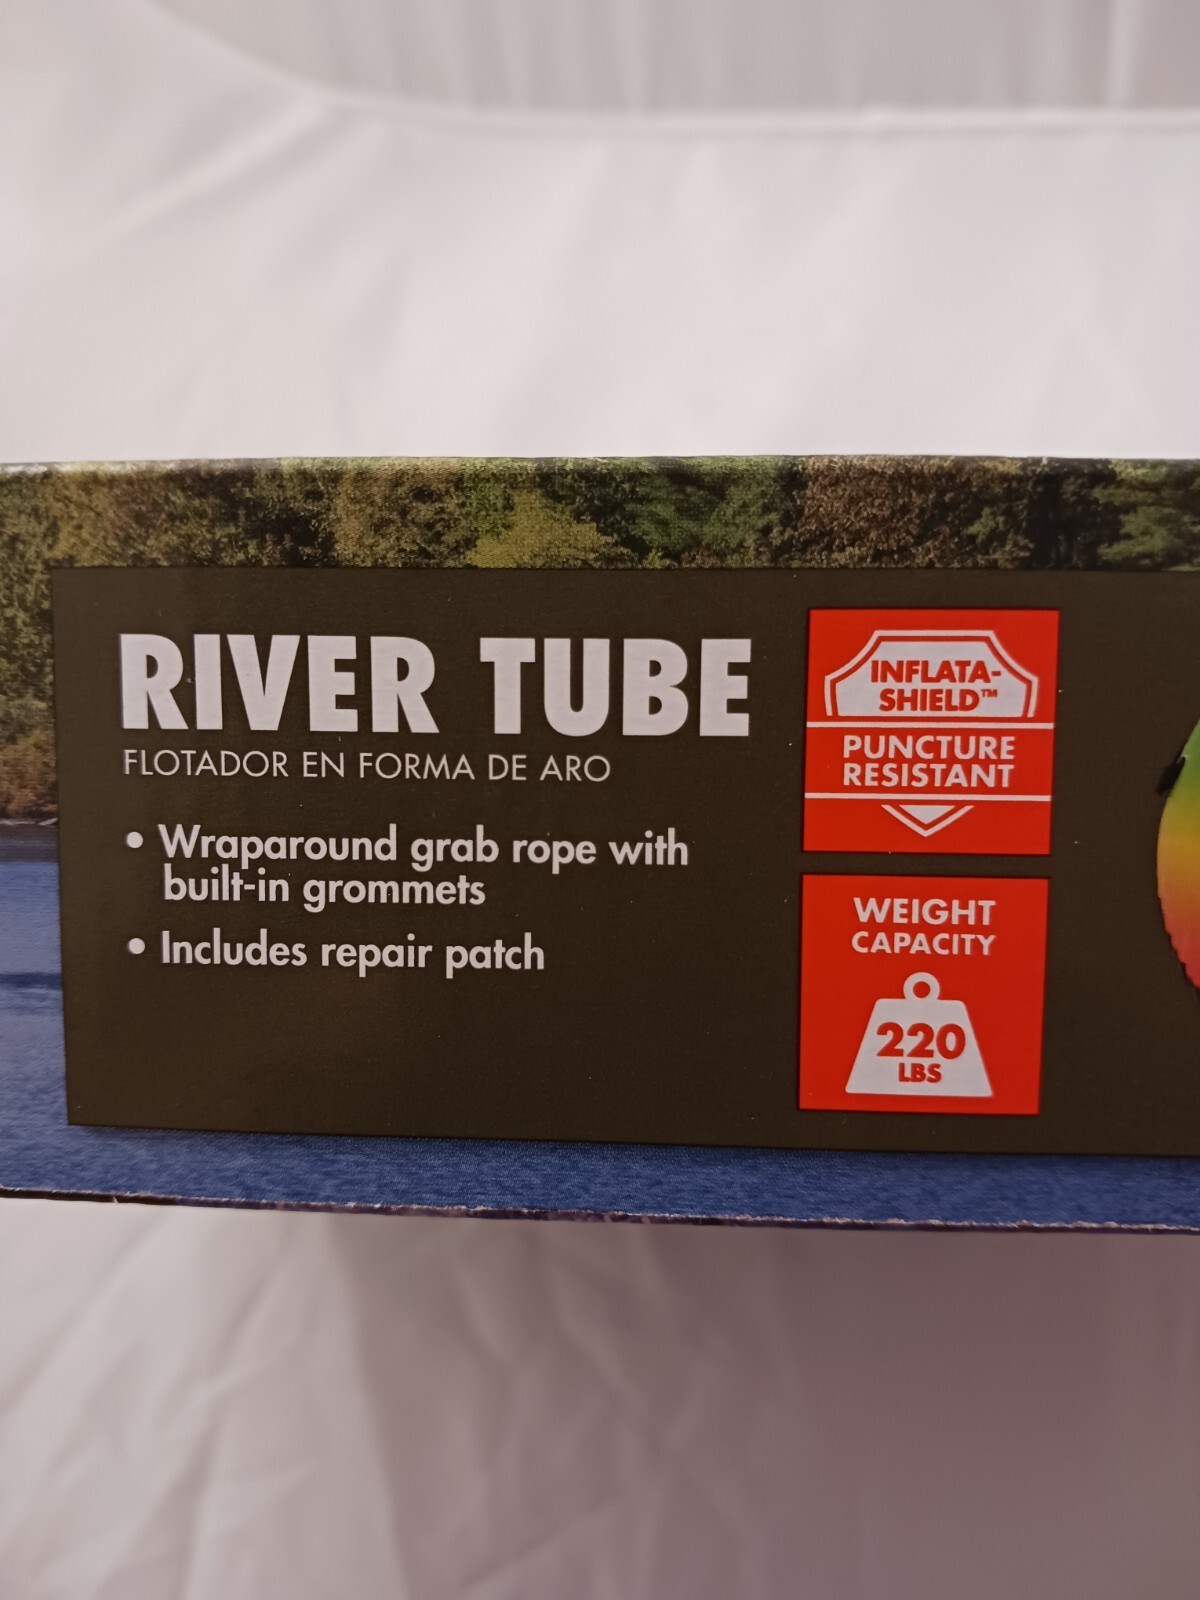 RIVER TUBE
FLOTADOR EN FORMA DE ARO
• Wraparound grab rope with
built-in grommets
• Includes repair patch
INFLATA-
SHIELD™
PUNCTURE
RESISTANT
WEIGHT
CAPACITY
220
LBS